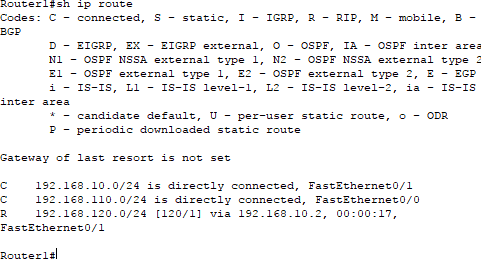 Router1#sh ip route
Codes: C - connected, S - static, I - IGRP, R - RIP, M - mobile, B -
BGP
       D - EIGRP, EX - EIGRP external, O - OSPF, IA - OSPF inter area
       N1 - OSPF NSSA external type 1, N2 - OSPF NSSA external type 2
       E1 - OSPF external type 1, E2 - OSPF external type 2, E - EGP
       i - IS-IS, L1 - IS-IS level-1, L2 - IS-IS level-2, ia - IS-IS
inter area
       * - candidate default, U - per-user static route, o - ODR
       P - periodic downloaded static route
Gateway of last resort is not set
C    192.168.10.0/24 is directly connected, FastEthernet0/1
C    192.168.110.0/24 is directly connected, FastEthernet0/0
R    192.168.120.0/24 [120/1] via 192.168.10.2, 00:00:17,
FastEthernet0/1
Router1#